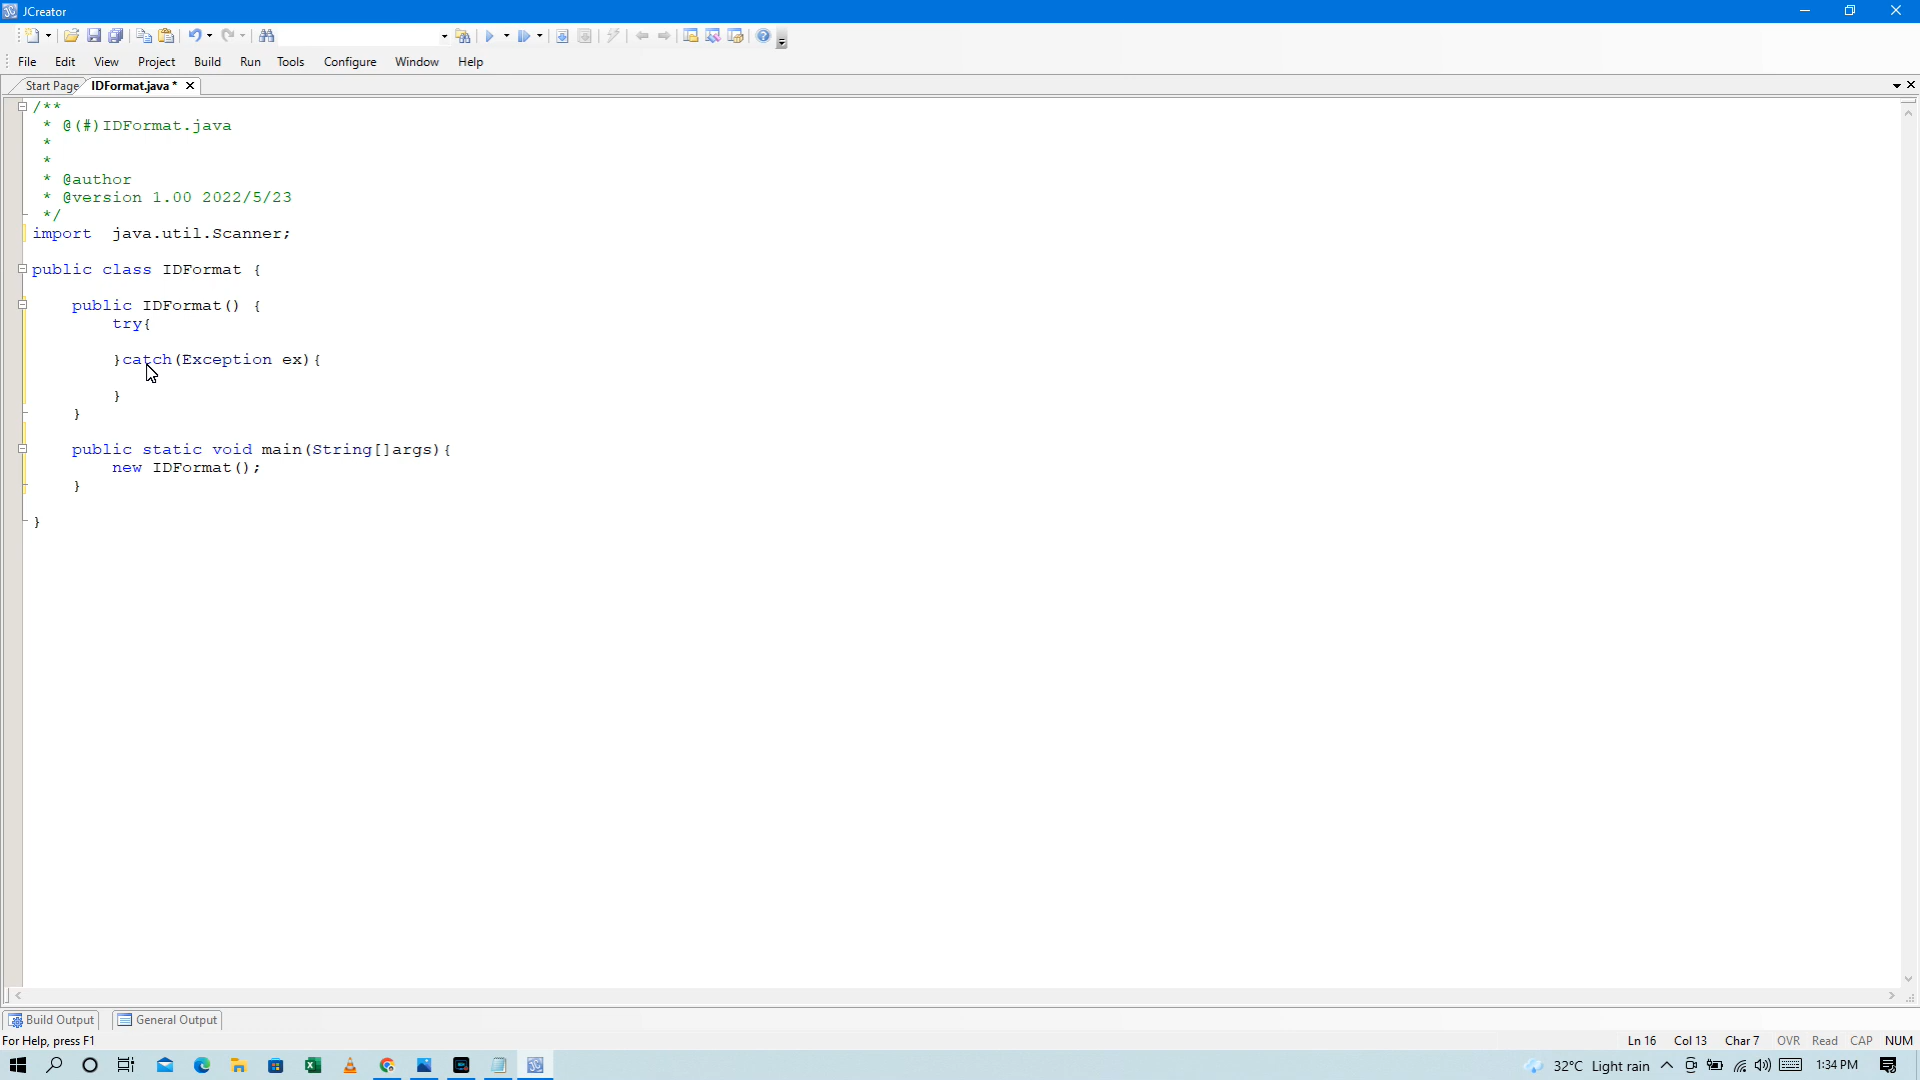 JCreator
File Edit View Project Build Run Tools Configure Window Help
Start Page IDFormat.java *
/**
 * @(#)IDFormat.java
 *
 *
 * @author
 * @version 1.00 2022/5/23
 */
import  java.util.Scanner;
public class IDFormat {
    public IDFormat() {
        try{
        }catch(Exception ex){
        }
    }
    public static void main(String[]args){
        new IDFormat();
    }
}
Build Output General Output
For Help, press F1 Ln 16 Col 13 Char 7 OVR Read CAP NUM
32°C Light rain 1:34 PM